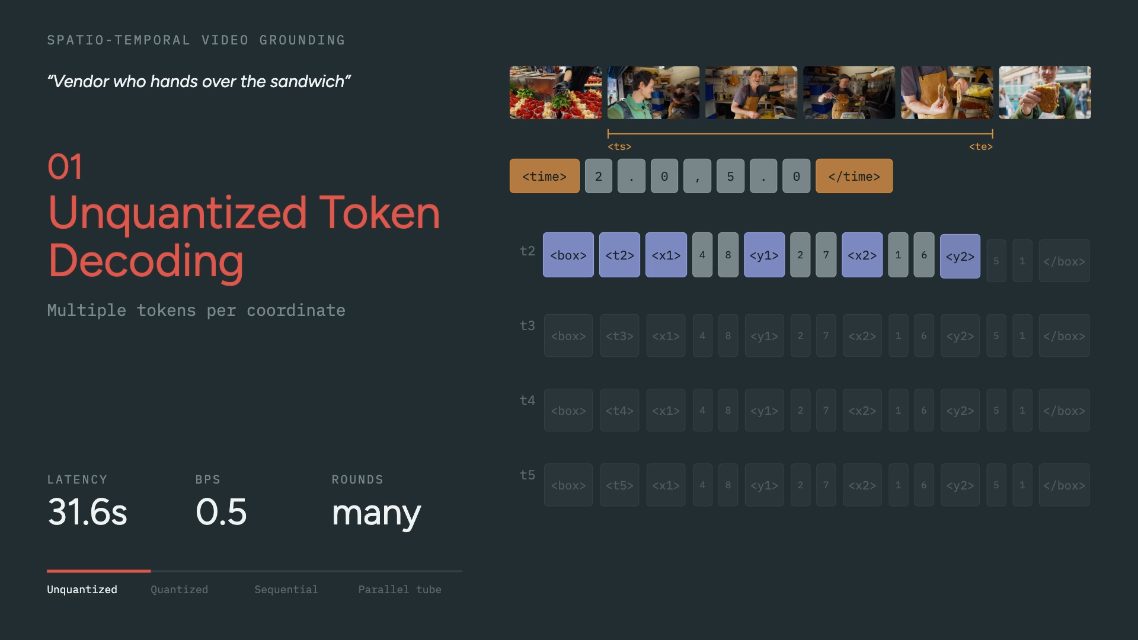 SPATIO-TEMPORAL VIDEO GROUNDING
“Vendor who hands over the sandwich”
01
Unquantized Token
Decoding
Multiple tokens per coordinate
LATENCY BPS ROUNDS
31.6s 0.5 many
Unquantized Quantized Sequential Parallel tube
<ts> <te>
<time> 2 . 0 , 5 . 0 </time>
t2 <box> <t2> <x1> 4 8 <y1> 2 7 <x2> 1 6 <y2> 5 1 </box>
t3 <box> <t3> <x1> 4 8 <y1> 2 7 <x2> 1 6 <y2> 5 1 </box>
t4 <box> <t4> <x1> 4 8 <y1> 2 7 <x2> 1 6 <y2> 5 1 </box>
t5 <box> <t5> <x1> 4 8 <y1> 2 7 <x2> 1 6 <y2> 5 1 </box>